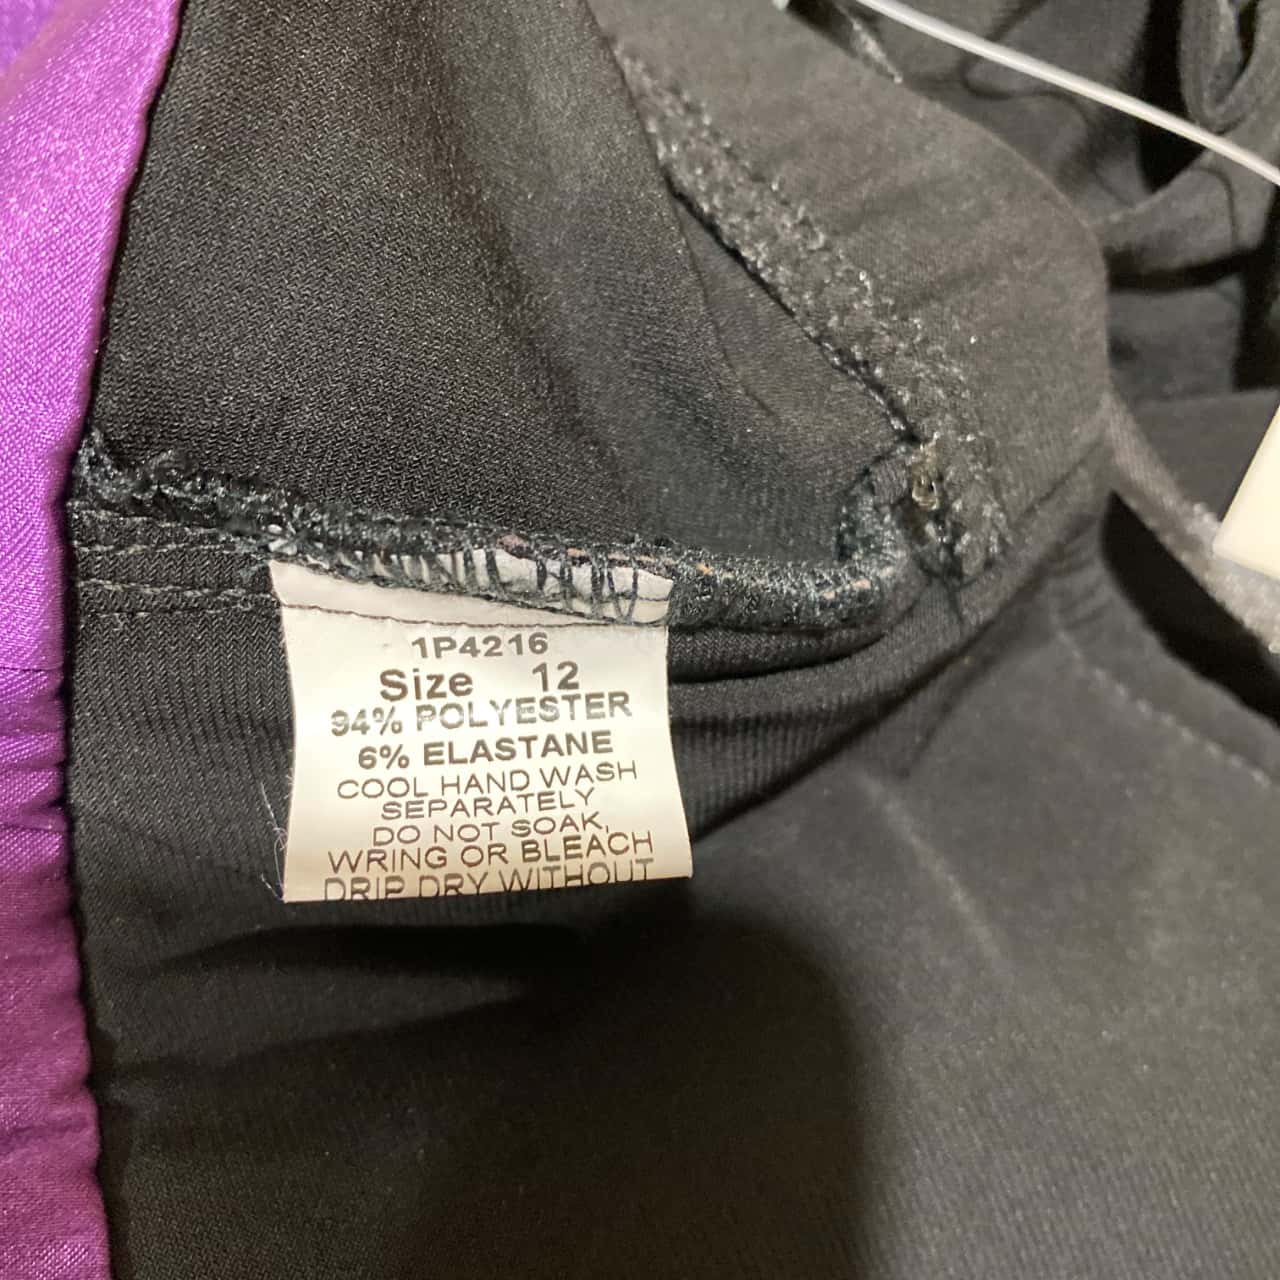 1P4216
Size 12
94% POLYESTER
6% ELASTANE
COOL HAND WASH
SEPARATELY
DO NOT SOAK,
WRING OR BLEACH
DRIP DRY WITHOUT